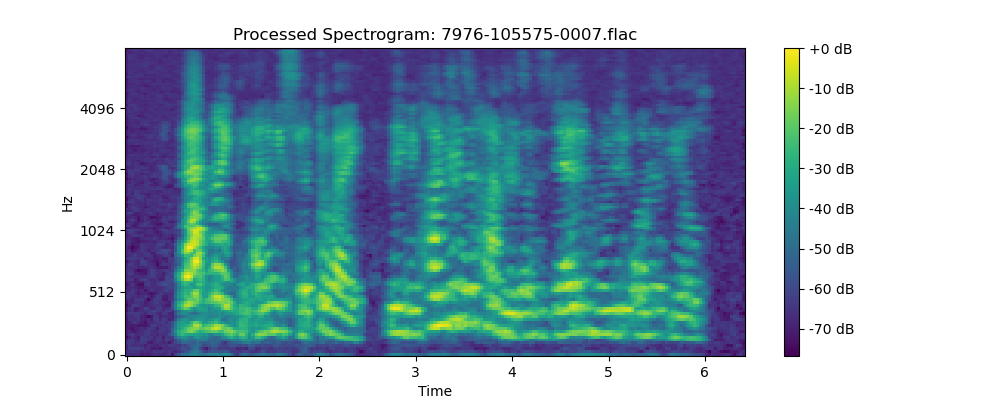 Processed Spectrogram: 7976-105575-0007.flac
Hz
4096
2048
1024
512
0
0 1 2 3 4 5 6
Time
+0 dB
-10 dB
-20 dB
-30 dB
-40 dB
-50 dB
-60 dB
-70 dB